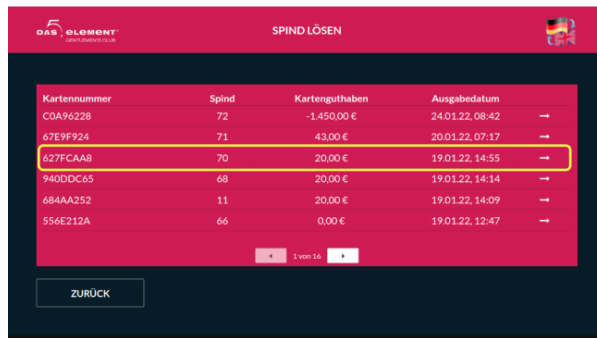 DAS 5. eLEMENT
GENTLEMEN'S CLUB
SPIND LÖSEN
Kartennummer Spind Kartenguthaben Ausgabedatum
C0A96228 72 -1.450,00 € 24.01.22, 08:42 →
67E9F924 71 43,00 € 20.01.22, 07:17 →
627FCAA8 70 20,00 € 19.01.22, 14:55 →
940DDC65 68 20,00 € 19.01.22, 14:14 →
684AA252 11 20,00 € 19.01.22, 14:09 →
556E212A 66 0,00 € 19.01.22, 12:47 →
1 von 16
ZURÜCK